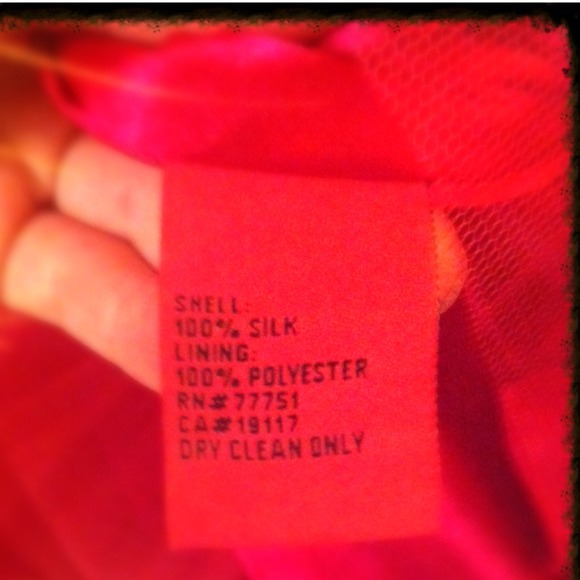 SHELL:
100% SILK
LINING:
100% POLYESTER
RN#77751
CA#19117
DRY CLEAN ONLY